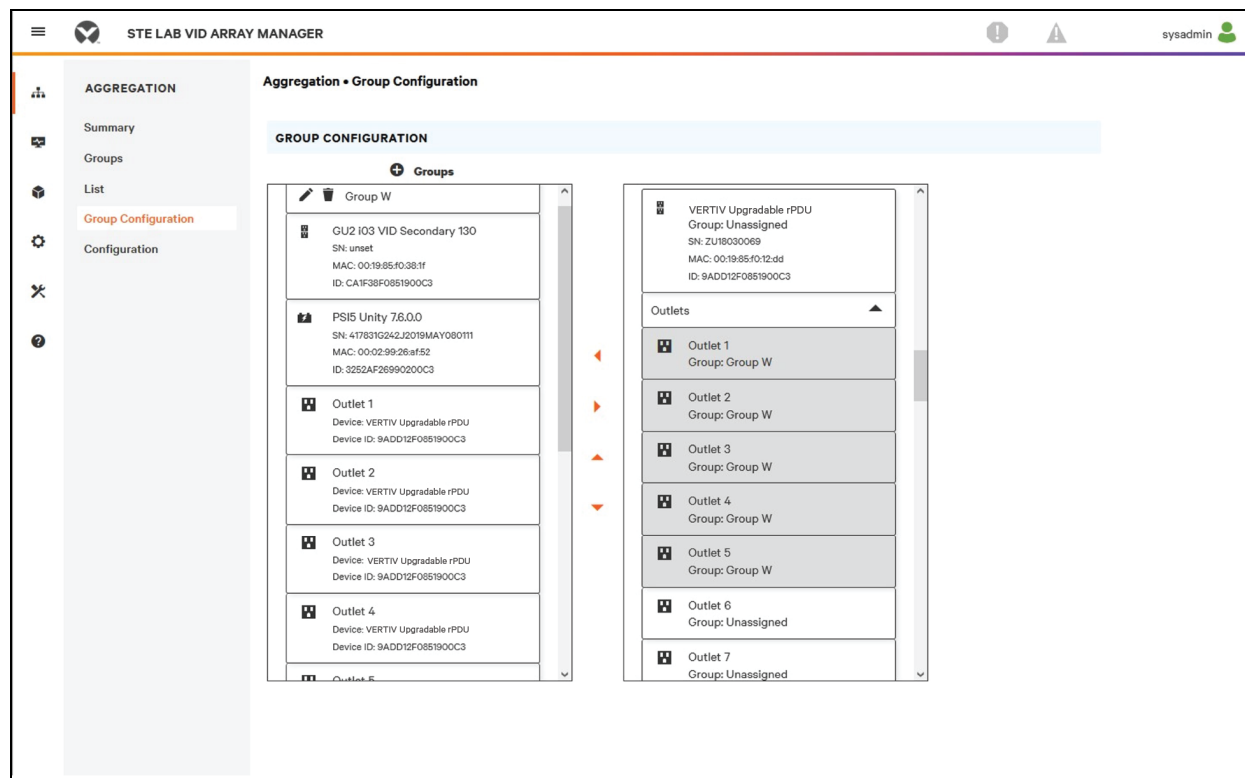 STE LAB VID ARRAY MANAGER
sysadmin
AGGREGATION
Summary
Groups
List
Group Configuration
Configuration
Aggregation • Group Configuration
GROUP CONFIGURATION
Groups
Group W
GU2 i03 VID Secondary 130
SN: unset
MAC: 00:19:85:f0:38:1f
ID: CA1F38F0851900C3
PSI5 Unity 7.6.0.0
SN: 417831G242J2019MAY080111
MAC: 00:02:99:26:af:52
ID: 3252AF26990200C3
Outlet 1
Device: VERTIV Upgradable rPDU
Device ID: 9ADD12F0851900C3
Outlet 2
Device: VERTIV Upgradable rPDU
Device ID: 9ADD12F0851900C3
Outlet 3
Device: VERTIV Upgradable rPDU
Device ID: 9ADD12F0851900C3
Outlet 4
Device: VERTIV Upgradable rPDU
Device ID: 9ADD12F0851900C3
Outlet 5
VERTIV Upgradable rPDU
Group: Unassigned
SN: ZU18030069
MAC: 00:19:85:f0:12:dd
ID: 9ADD12F0851900C3
Outlets
Outlet 1
Group: Group W
Outlet 2
Group: Group W
Outlet 3
Group: Group W
Outlet 4
Group: Group W
Outlet 5
Group: Group W
Outlet 6
Group: Unassigned
Outlet 7
Group: Unassigned